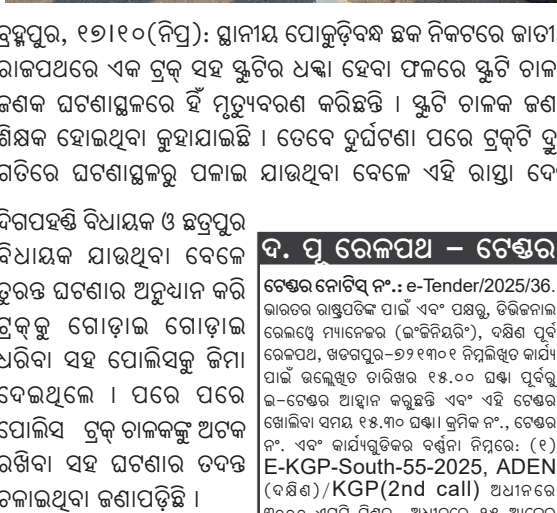 ବ୍ରହ୍ମପୁର, ୧୭।୧୦(ନିପ୍ର): ସ୍ଥାନୀୟ ପୋକୁଡ଼ିବନ୍ଧ ଛକ ନିକଟରେ ଜାତୀ
ରାଜପଥରେ ଏକ ଟ୍ରକ୍ ସହ ସ୍କୁଟିର ଧକ୍କା ହେବା ଫଳରେ ସ୍କୁଟି ଚାଳ
ଜଣକ ଘଟଣାସ୍ଥଳରେ ହିଁ ମୃତ୍ୟୁବରଣ କରିଛନ୍ତି । ସ୍କୁଟି ଚାଳକ ଜଣ
ଶିକ୍ଷକ ହୋଇଥିବା କୁହାଯାଇଛି । ତେବେ ଦୁର୍ଘଟଣା ପରେ ଟ୍ରକ୍‌ଟି ଦ୍ରୁ
ଗତିରେ ଘଟଣାସ୍ଥଳରୁ ପଳାଇ ଯାଉଥିବା ବେଳେ ଏହି ରାସ୍ତା ଦେ
ଦିଗପହଣ୍ଡି ବିଧାୟକ ଓ ଛତ୍ରପୁର
ବିଧାୟକ ଯାଉଥିବା ବେଳେ
ତୁରନ୍ତ ଘଟଣାର ଅନୁଧ୍ୟାନ କରି
ଟ୍ରକ୍‌କୁ ଗୋଡ଼ାଇ ଗୋଡ଼ାଇ
ଧରିବା ସହ ପୋଲିସକୁ ଜିମା
ଦେଇଥିଲେ । ପରେ ପରେ
ପୋଲିସ ଟ୍ରକ୍ ଚାଳକଙ୍କୁ ଅଟକ
ରଖିବା ସହ ଘଟଣାର ତଦନ୍ତ
ଚଳାଇଥିବା ଜଣାପଡ଼ିଛି ।
ଦ. ପୂ ରେଳପଥ – ଟେଣ୍ଡର
ଟେଣ୍ଡର ନୋଟିସ୍ ନଂ.: e-Tender/2025/36.
ଭାରତର ରାଷ୍ଟ୍ରପତିଙ୍କ ପାଇଁ ଏବଂ ପକ୍ଷରୁ, ଡିଭିଜନାଲ
ରେଲଓ୍ଵେ ମ୍ୟାନେଜର (ଇଂଜିନିୟରିଂ), ଦକ୍ଷିଣ ପୂର୍ବ
ରେଳପଥ, ଖଡଗପୁର–୭୨୧୩୦୧ ନିମ୍ନଲିଖିତ କାର୍ଯ୍ୟ
ପାଇଁ ଉଲ୍ଲେଖିତ ତାରିଖର ୧୫.୦୦ ଘଣ୍ଟା ପୂର୍ବରୁ
ଇ–ଟେଣ୍ଡର ଆହ୍ୱାନ କରୁଛନ୍ତି ଏବଂ ଏହି ଟେଣ୍ଡର
ଖୋଲିବା ସମୟ ୧୫.୩୦ ଘଣ୍ଟା। କ୍ରମିକ ନଂ., ଟେଣ୍ଡର
ନଂ. ଏବଂ କାର୍ଯ୍ୟଗୁଡିକର ବର୍ଣ୍ଣନା ନିମ୍ନରେ: (୧)
E-KGP-South-55-2025, ADEN
(ଦକ୍ଷିଣ)/KGP(2nd call) ଅଧୀନରେ